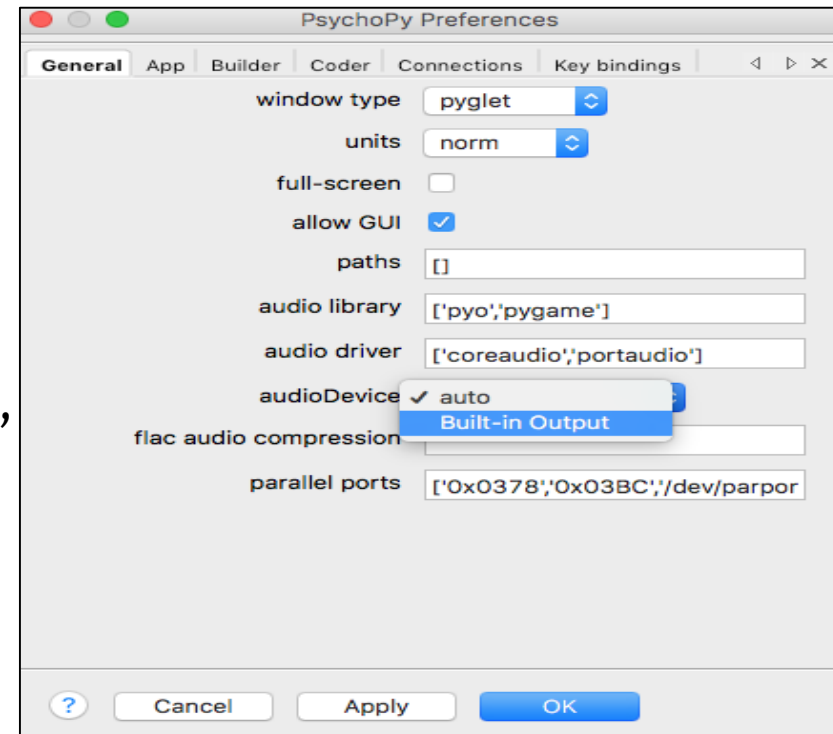 PsychoPy Preferences
General App Builder Coder Connections Key bindings
window type pyglet
units norm
full-screen
allow GUI
paths []
audio library ['pyo','pygame']
audio driver ['coreaudio','portaudio']
audioDevice ✓ auto
Built-in Output
flac audio compression
parallel ports ['0x0378','0x03BC','/dev/parpor
,
? Cancel Apply OK